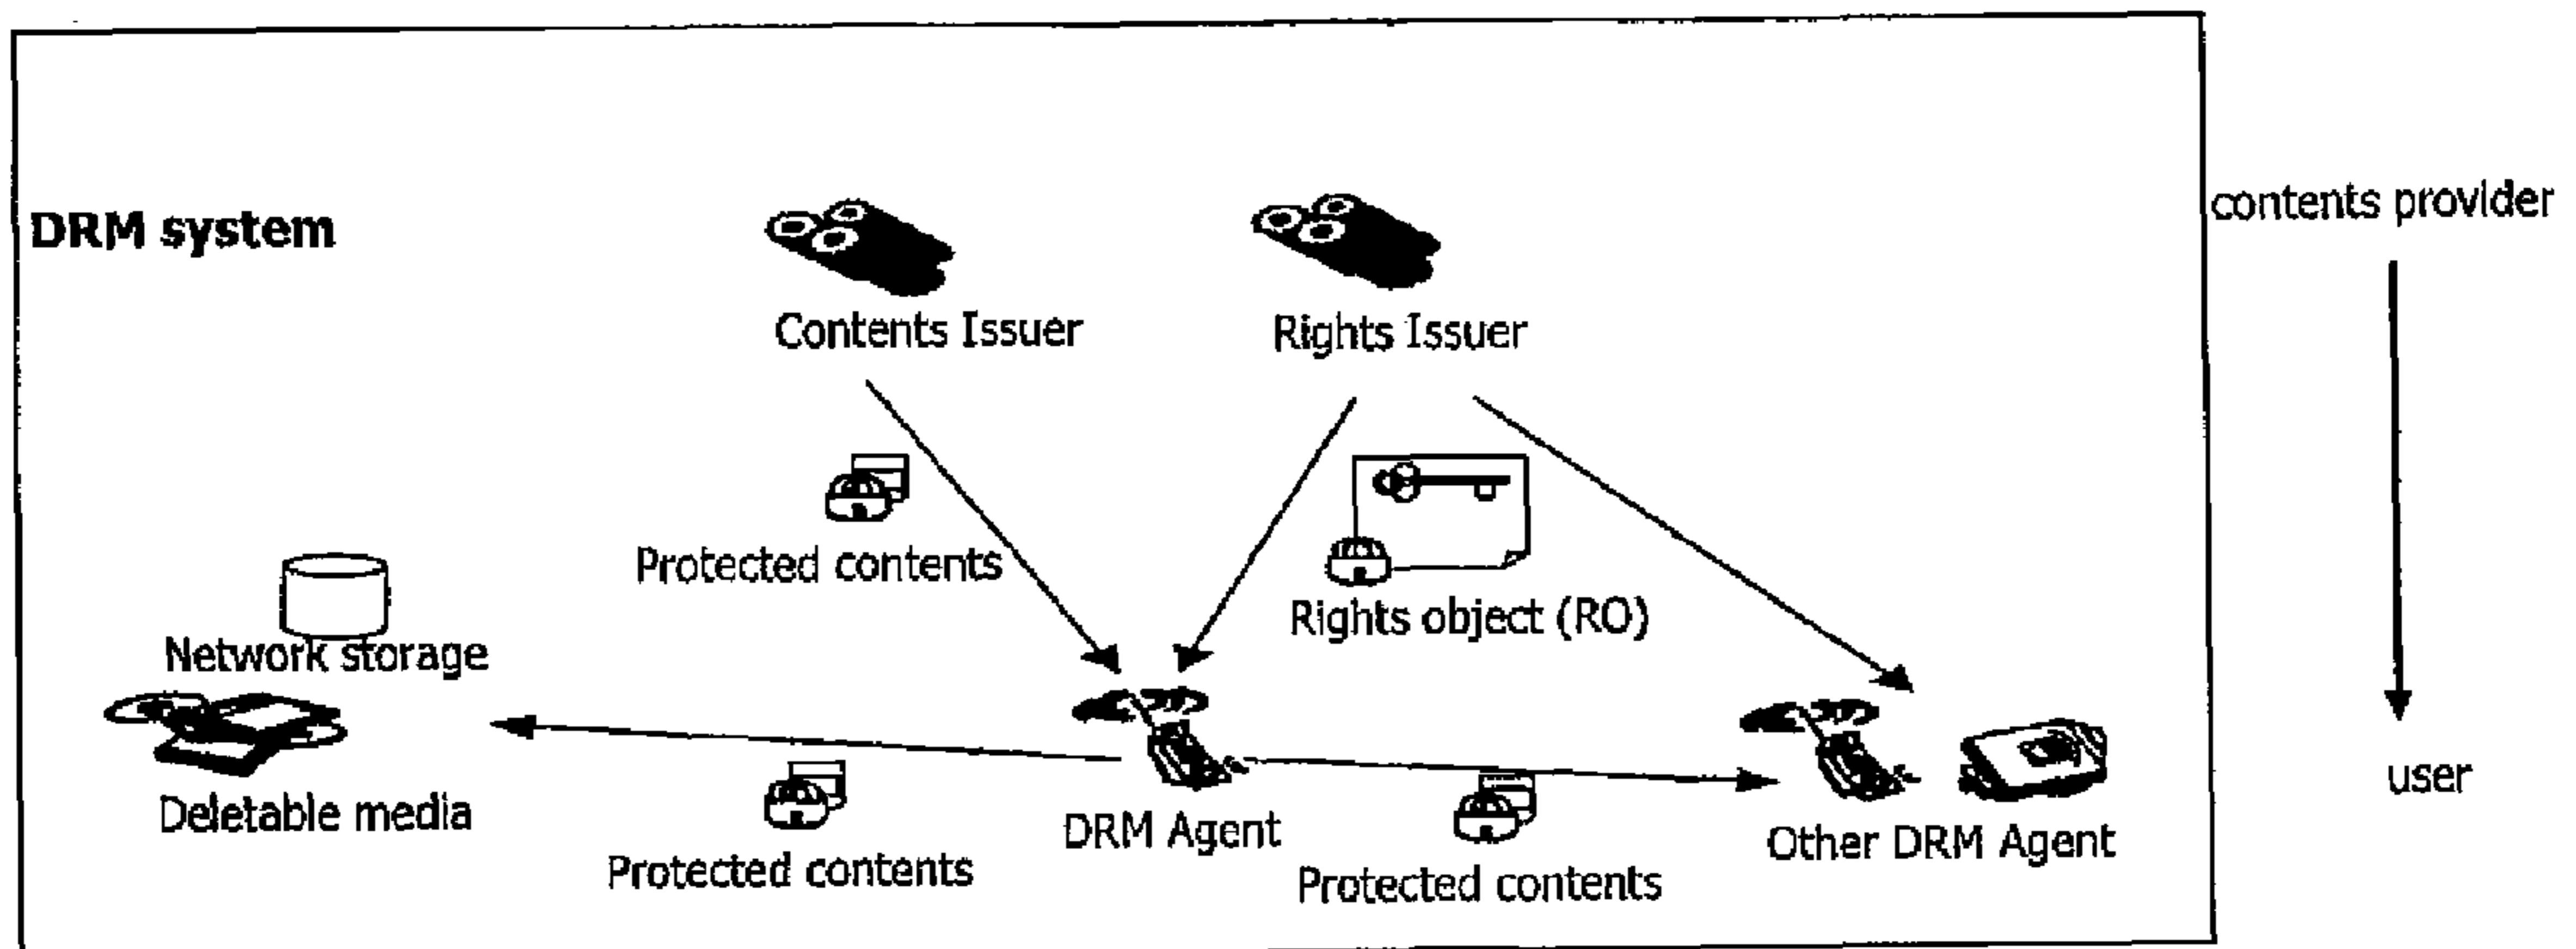 DRM system
contents provider
Contents Issuer
Rights Issuer
Protected contents
Rights object (RO)
Network storage
Deletable media
Protected contents
DRM Agent
Protected contents
Other DRM Agent
user